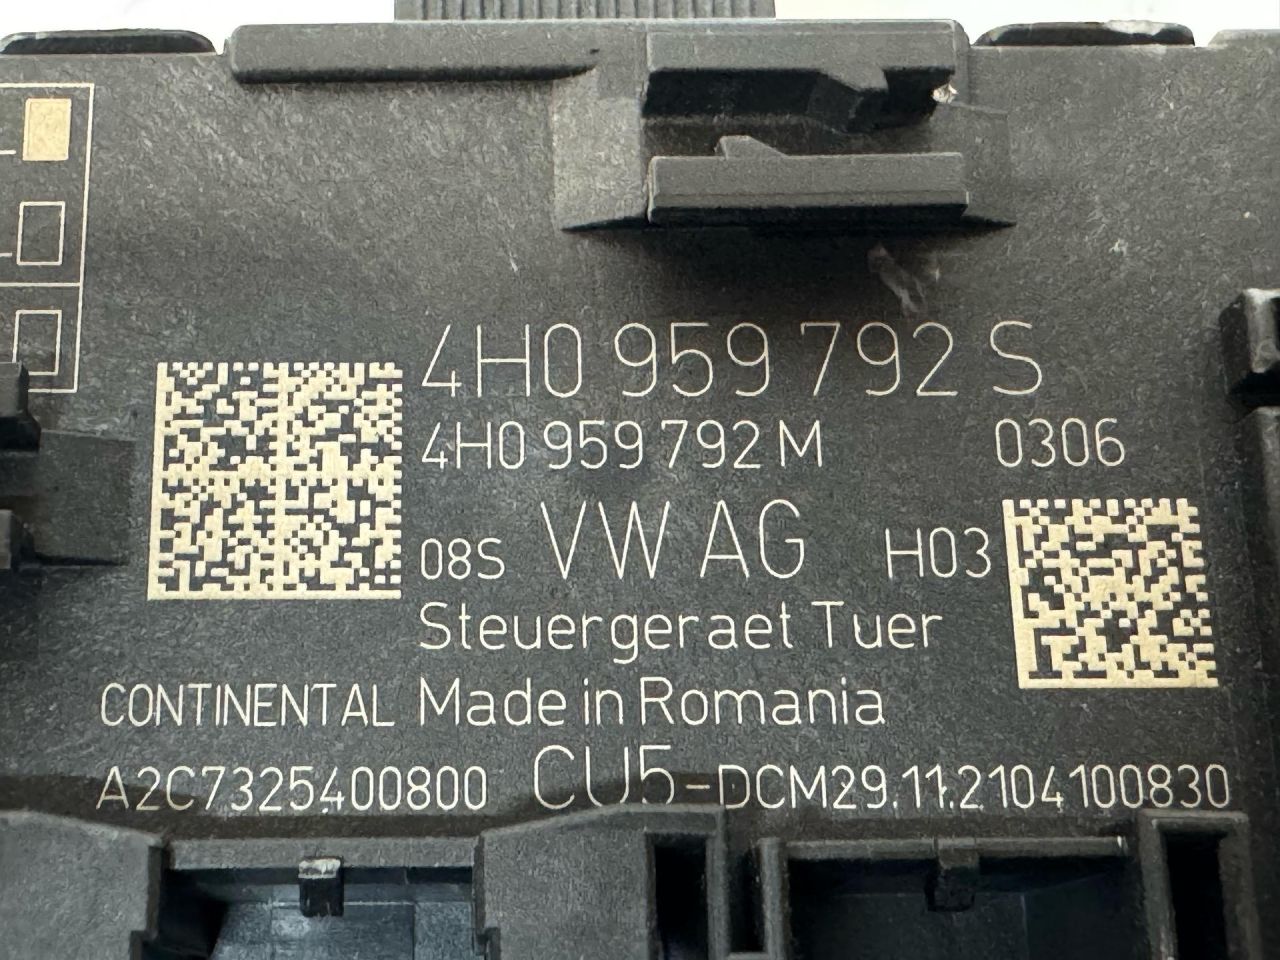 4H0 959 792 S
4H0 959 792 M 0306
08S VW AG H03
Steuergeraet Tuer
CONTINENTAL Made in Romania
A2C7325400800 CU5-DCM29.11.2104100830